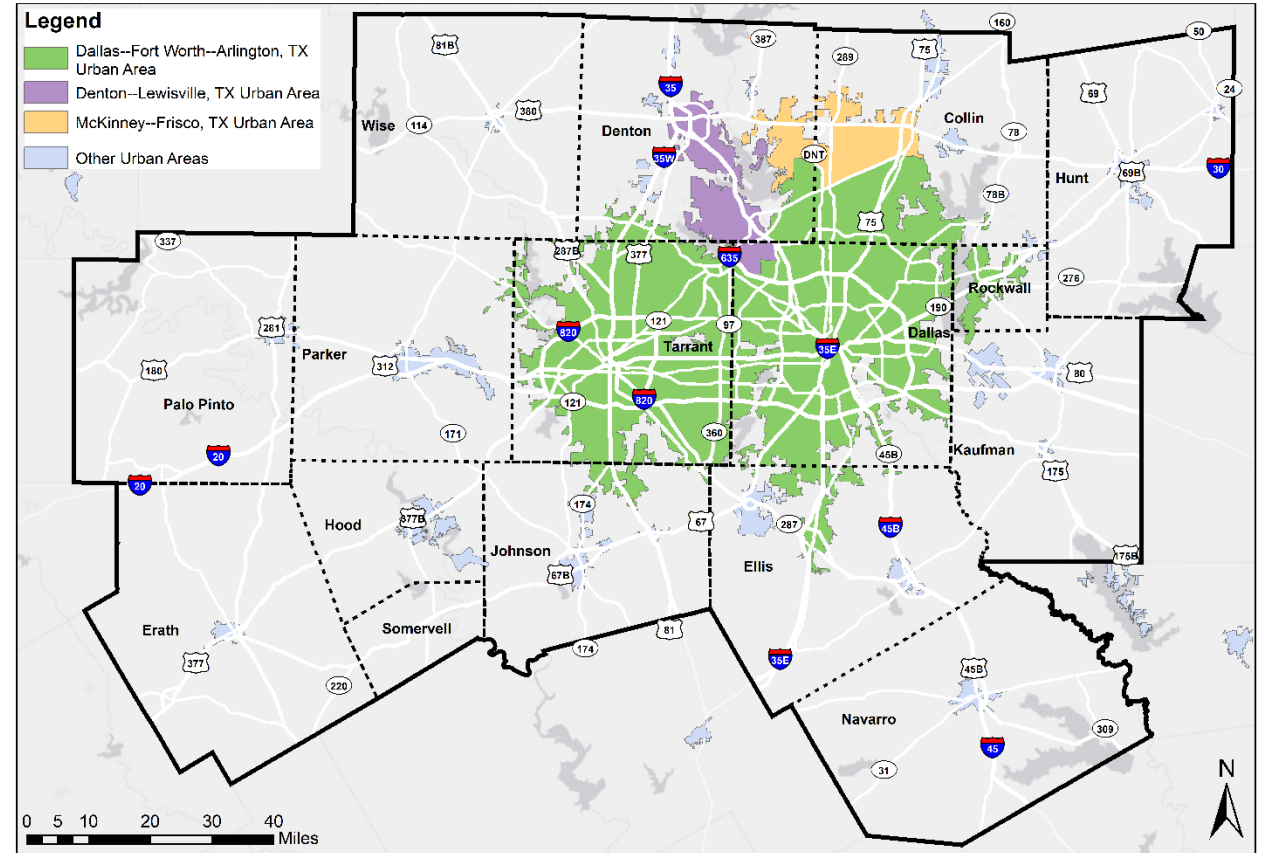 Legend
Dallas--Fort Worth--Arlington, TX
Urban Area
Denton--Lewisville, TX Urban Area
McKinney--Frisco, TX Urban Area
Other Urban Areas
160
50
81B
387
289
75
35
69
24
380
114
Wise
Denton
Collin
78
35W
DNT
30
69B
Hunt
78B
75
337
287B
377
635
276
Rockwall
190
281
820
121
97
Dallas
Parker
Tarrant
35E
312
180
80
820
Palo Pinto
121
171
360
45B
Kaufman
20
175
20
174
Hood
377B
67
287
45B
Johnson
175B
67B
Ellis
Erath
Somervell
81
174
35E
377
45B
220
Navarro
309
45
31
N
0 5 10 20 30 40
Miles